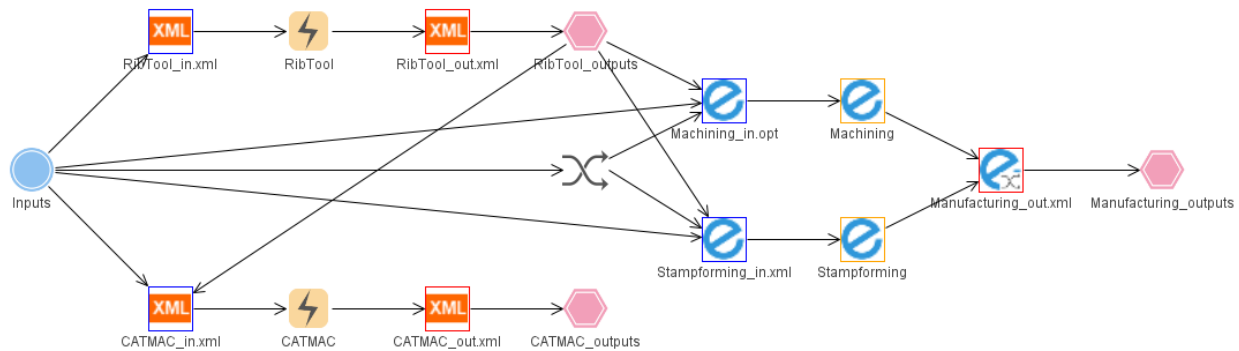 XML
XML
RibTool_in.xml
RibTool
RibTool_out.xml
RibTool_outputs
Machining_in.opt
Machining
Inputs
Manufacturing_out.xml
Manufacturing_outputs
Stampforming_in.xml
Stampforming
XML
XML
CATMAC_in.xml
CATMAC
CATMAC_out.xml
CATMAC_outputs